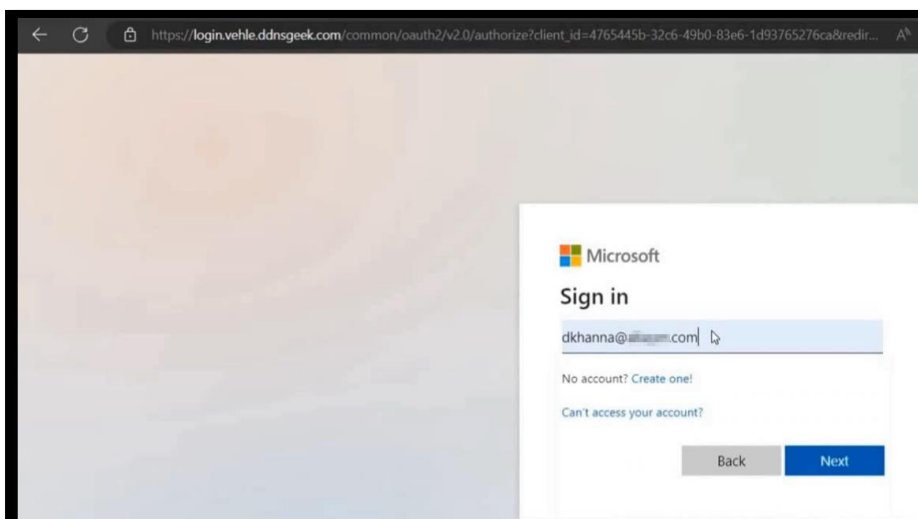 https://login.vehle.ddnsgeek.com/common/oauth2/v2.0/authorize?client_id=4765445b-32c6-49b0-83e6-1d93765276ca&redir... A
Microsoft
Sign in
dkhanna@ .com
No account? Create one!
Can't access your account?
Back Next